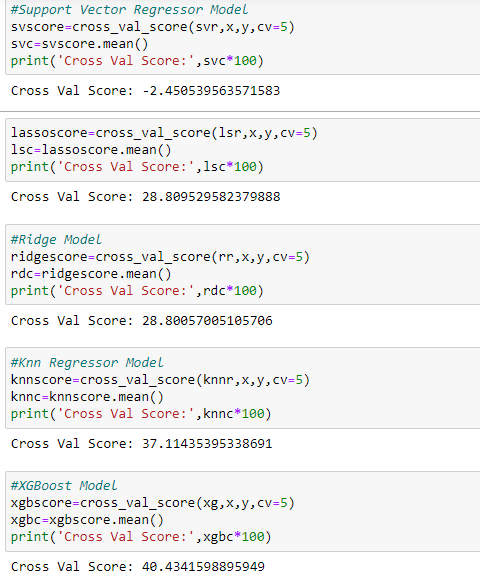 #Support Vector Regressor Model
svscore=cross_val_score(svr,x,y,cv=5)
svc=svscore.mean()
print('Cross Val Score:',svc*100)
Cross Val Score: -2.450539563571583
lassoscore=cross_val_score(lsr,x,y,cv=5)
lsc=lassoscore.mean()
print('Cross Val Score:',lsc*100)
Cross Val Score: 28.809529582379888
#Ridge Model
ridgescore=cross_val_score(rr,x,y,cv=5)
rdc=ridgescore.mean()
print('Cross Val Score:',rdc*100)
Cross Val Score: 28.80057005105706
#Knn Regressor Model
knnscore=cross_val_score(knnr,x,y,cv=5)
knnc=knnscore.mean()
print('Cross Val Score:',knnc*100)
Cross Val Score: 37.11435395338691
#XGBoost Model
xgbscore=cross_val_score(xg,x,y,cv=5)
xgbc=xgbscore.mean()
print('Cross Val Score:',xgbc*100)
Cross Val Score: 40.4341598895949